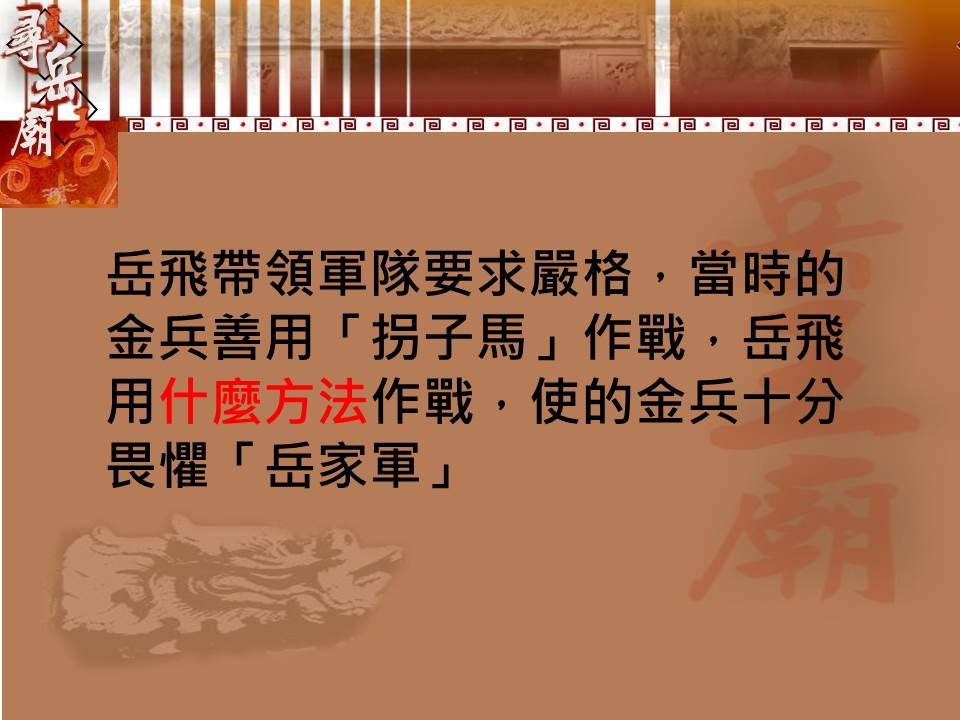 尋岳廟
岳飛帶領軍隊要求嚴格，當時的
金兵善用「拐子馬」作戰，岳飛
用什麼方法作戰，使的金兵十分
畏懼「岳家軍」
岳王廟